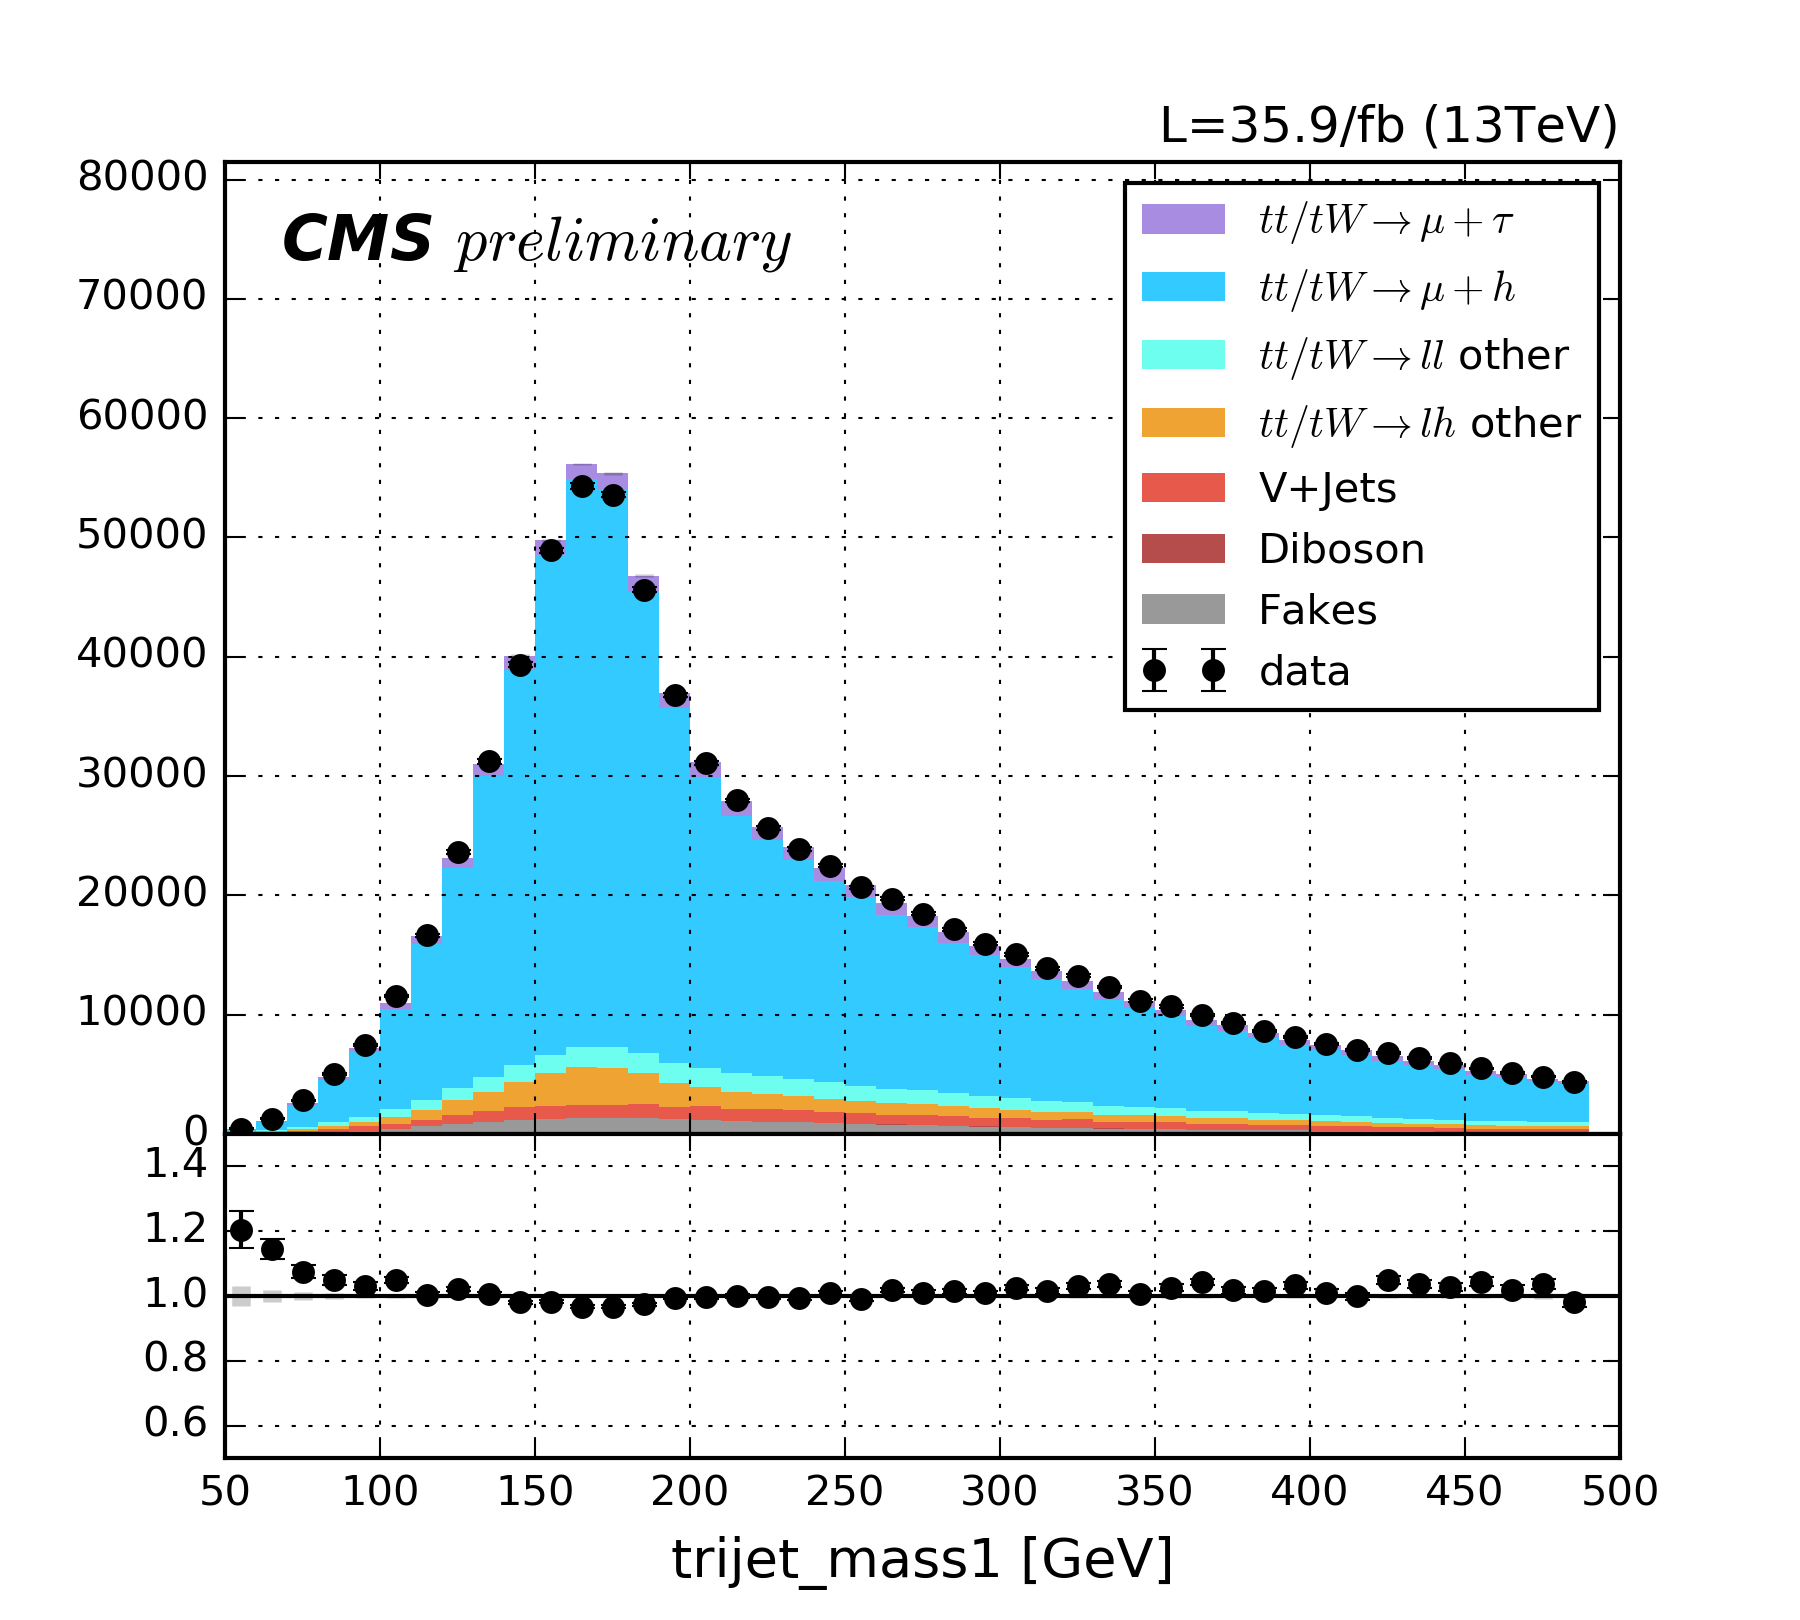 L=35.9/fb (13TeV)
CMS preliminary
80000
70000
60000
50000
40000
30000
20000
10000
0
tt/tW→μ+τ
tt/tW→μ+h
tt/tW→ll other
tt/tW→lh other
V+Jets
Diboson
Fakes
data
1.4
1.2
1.0
0.8
0.6
50 100 150 200 250 300 350 400 450 500
trijet_mass1 [GeV]